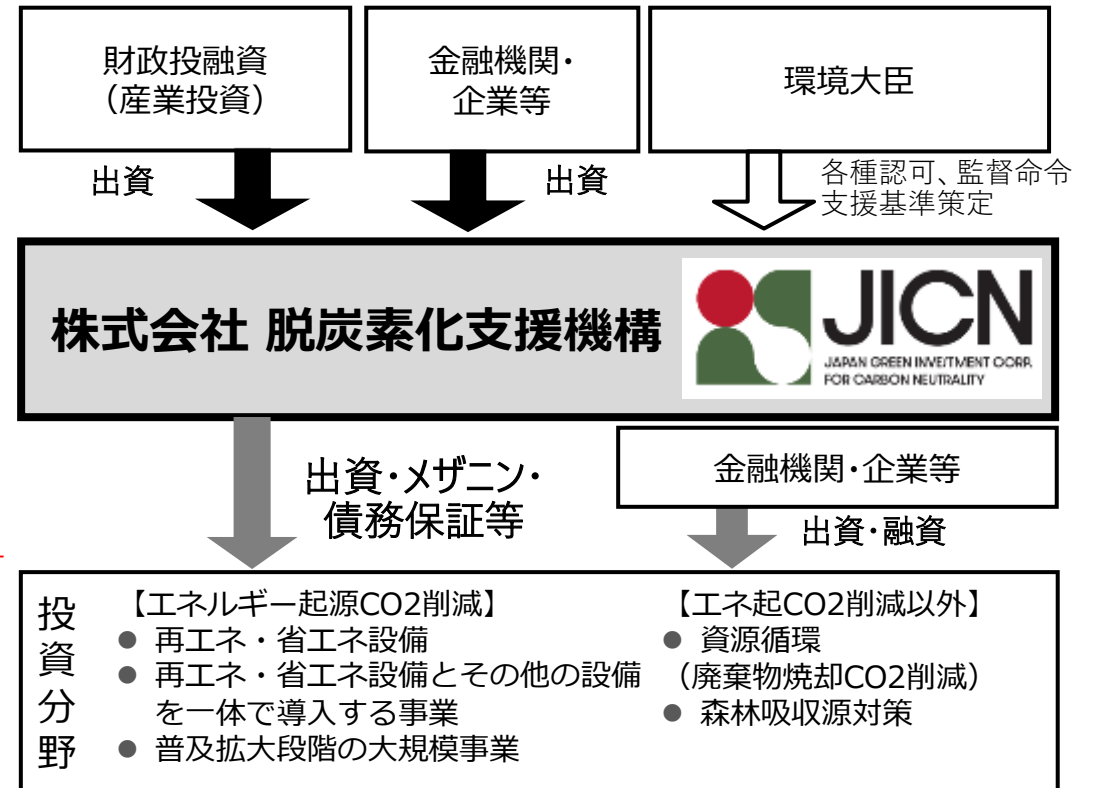 財政投融資
（産業投資）
金融機関・
企業等
環境大臣
出資
出資
各種認可、監督命令
支援基準策定
株式会社 脱炭素化支援機構
JICN
JAPAN GREEN INVEITMENT CORP.
FOR CARBON NEUTRALITY
出資・メザニン・
債務保証等
金融機関・企業等
出資・融資
投資分野
【エネルギー起源CO2削減】
● 再エネ・省エネ設備
● 再エネ・省エネ設備とその他の設備
を一体で導入する事業
● 普及拡大段階の大規模事業
【エネ起CO2削減以外】
● 資源循環
（廃棄物焼却CO2削減）
● 森林吸収源対策